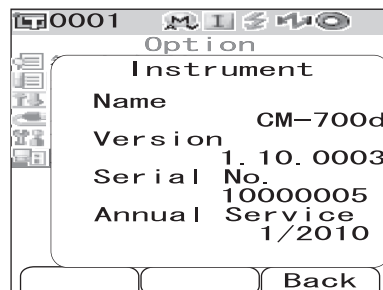 0001 M I
Option
Instrument
Name
CM-700d
Version
1.10.0003
Serial No.
10000005
Annual Service
1/2010
Back